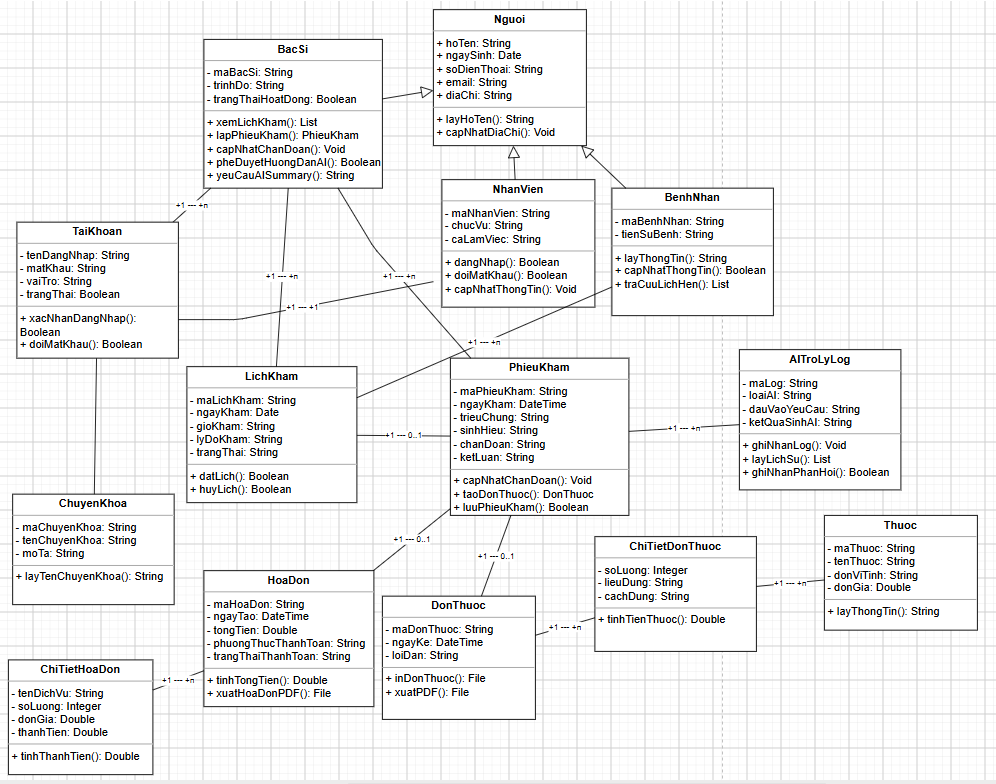 Nguoi
+ hoTen: String
+ ngaySinh: Date
+ soDienThoai: String
+ email: String
+ diaChi: String
+ layHoTen(): String
+ capNhatDiaChi(): Void
BacSi
- maBacSi: String
- trinhDo: String
- trangThaiHoatDong: Boolean
+ xemLichKham(): List
+ lapPhieuKham(): PhieuKham
+ capNhatChanDoan(): Void
+ pheDuyetHuongDanAI(): Boolean
+ yeuCauAISummary(): String
NhanVien
- maNhanVien: String
- chucVu: String
- caLamViec: String
+ dangNhap(): Boolean
+ doiMatKhau(): Boolean
+ capNhatThongTin(): Void
BenhNhan
- maBenhNhan: String
- tienSuBenh: String
+ layThongTin(): String
+ capNhatThongTin(): Boolean
+ traCuuLichHen(): List
+1 --- +n
TaiKhoan
- tenDangNhap: String
- matKhau: String
- vaiTro: String
- trangThai: Boolean
+ xacNhanDangNhap():
Boolean
+ doiMatKhau(): Boolean
+1 --- +n
+1 --- +n
+1 --- +1
+1 --- +n
LichKham
- maLichKham: String
- ngayKham: Date
- gioKham: String
- lyDoKham: String
- trangThai: String
+ datLich(): Boolean
+ huyLich(): Boolean
+1 --- 0..1
PhieuKham
- maPhieuKham: String
- ngayKham: DateTime
- trieuChung: String
- sinhHieu: String
- chanDoan: String
- ketLuan: String
+ capNhatChanDoan(): Void
+ taoDonThuoc(): DonThuoc
+ luuPhieuKham(): Boolean
+1 --- +n
AITroLyLog
- maLog: String
- loaiAI: String
- dauVaoYeuCau: String
- ketQuaSinhAI: String
+ ghiNhanLog(): Void
+ layLichSu(): List
+ ghiNhanPhanHoi(): Boolean
ChuyenKhoa
- maChuyenKhoa: String
- tenChuyenKhoa: String
- moTa: String
+ layTenChuyenKhoa(): String
+1 --- 0..1
+1 --- 0..1
HoaDon
- maHoaDon: String
- ngayTao: DateTime
- tongTien: Double
- phuongThucThanhToan: String
- trangThaiThanhToan: String
+ tinhTongTien(): Double
+ xuatHoaDonPDF(): File
DonThuoc
- maDonThuoc: String
- ngayKe: DateTime
- loiDan: String
+ inDonThuoc(): File
+ xuatPDF(): File
+1 --- +n
ChiTietDonThuoc
- soLuong: Integer
- lieuDung: String
- cachDung: String
+ tinhTienThuoc(): Double
+1 --- +n
Thuoc
- maThuoc: String
- tenThuoc: String
- donViTinh: String
- donGia: Double
+ layThongTin(): String
ChiTietHoaDon
- tenDichVu: String
- soLuong: Integer
- donGia: Double
- thanhTien: Double
+ tinhThanhTien(): Double
+1 --- +n